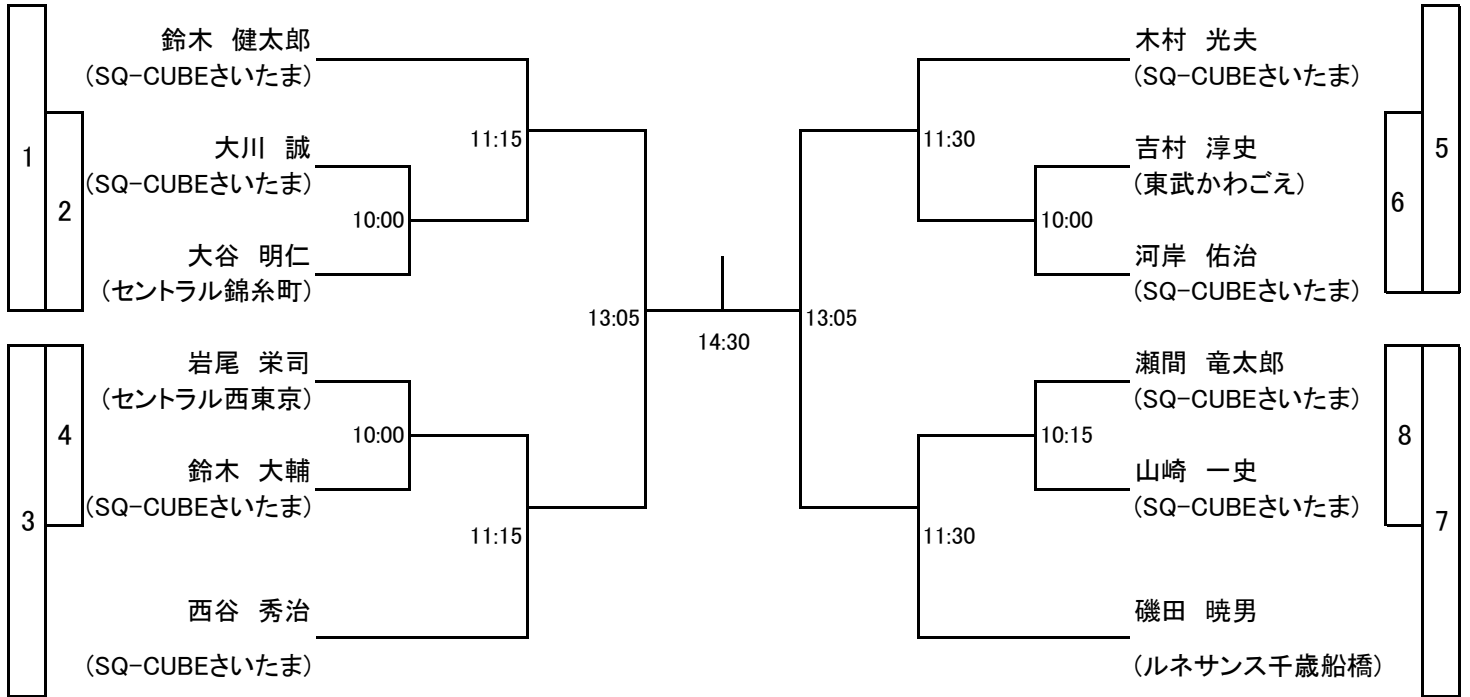 1
2
鈴木 健太郎
(SQ-CUBEさいたま)
大川 誠
(SQ-CUBEさいたま)
大谷 明仁
(セントラル錦糸町)
11:15
10:00
3
4
岩尾 栄司
(セントラル西東京)
鈴木 大輔
(SQ-CUBEさいたま)
西谷 秀治
(SQ-CUBEさいたま)
10:00
11:15
13:05
14:30
13:05
木村 光夫
(SQ-CUBEさいたま)
吉村 淳史
(東武かわごえ)
河岸 佑治
(SQ-CUBEさいたま)
11:30
10:00
5
6
瀬間 竜太郎
(SQ-CUBEさいたま)
山崎 一史
(SQ-CUBEさいたま)
磯田 暁男
(ルネサンス千歳船橋)
10:15
11:30
8
7